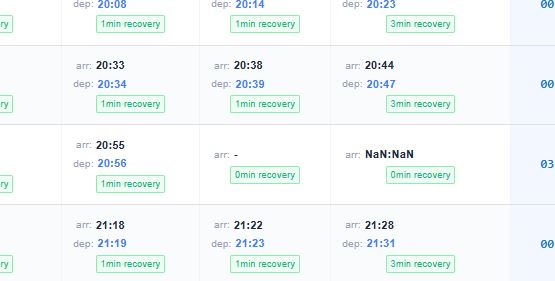 dep: 20:08 dep: 20:14 dep: 20:23 00
ry 1min recovery 1min recovery 3min recovery
arr: 20:33 arr: 20:38 arr: 20:44
dep: 20:34 dep: 20:39 dep: 20:47 00
ry 1min recovery 1min recovery 3min recovery
arr: 20:55
dep: 20:56 arr: - arr: NaN:NaN 03
ry 1min recovery 0min recovery 0min recovery
arr: 21:18 arr: 21:22 arr: 21:28
dep: 21:19 dep: 21:23 dep: 21:31 00
ry 1min recovery 1min recovery 3min recovery